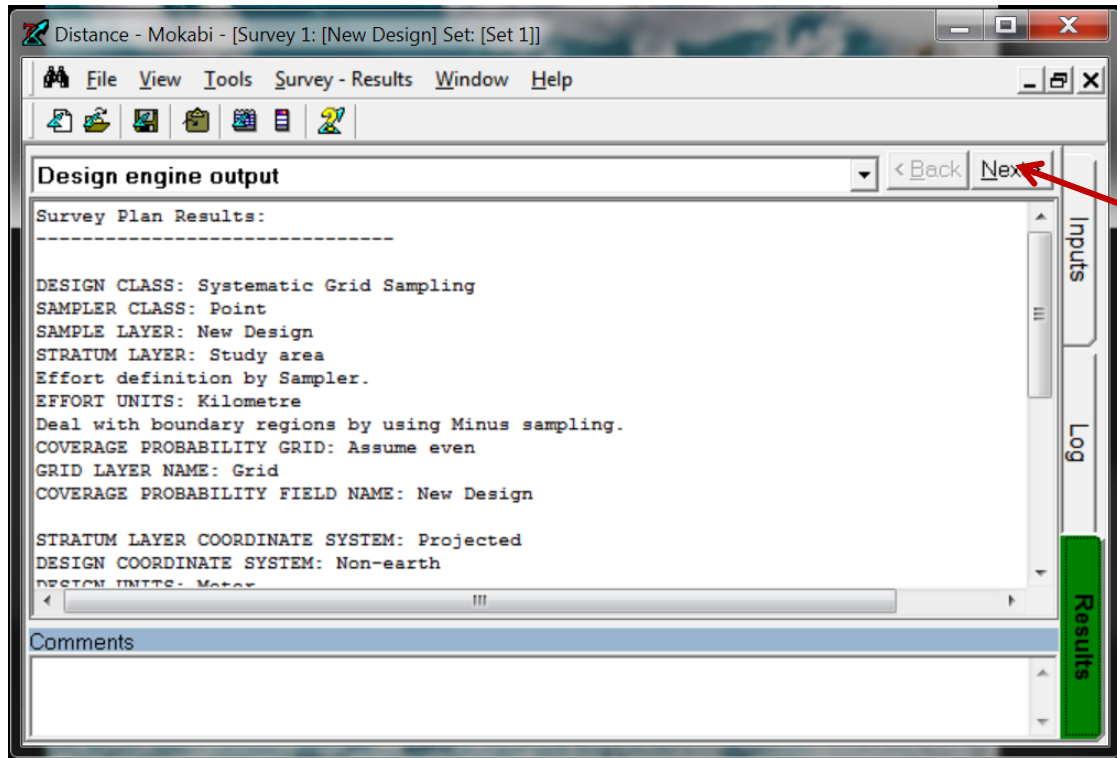 Distance - Mokabi - [Survey 1: [New Design] Set: [Set 1]]
File View Tools Survey - Results Window Help
Design engine output
< Back
Survey Plan Results:
-------------------------------
DESIGN CLASS: Systematic Grid Sampling
SAMPLER CLASS: Point
SAMPLE LAYER: New Design
STRATUM LAYER: Study area
Effort definition by Sampler.
EFFORT UNITS: Kilometre
Deal with boundary regions by using Minus sampling.
COVERAGE PROBABILITY GRID: Assume even
GRID LAYER NAME: Grid
COVERAGE PROBABILITY FIELD NAME: New Design
STRATUM LAYER COORDINATE SYSTEM: Projected
DESIGN COORDINATE SYSTEM: Non-earth
DESIGN UNITS: Meter
Inputs
Log
Results
Comments